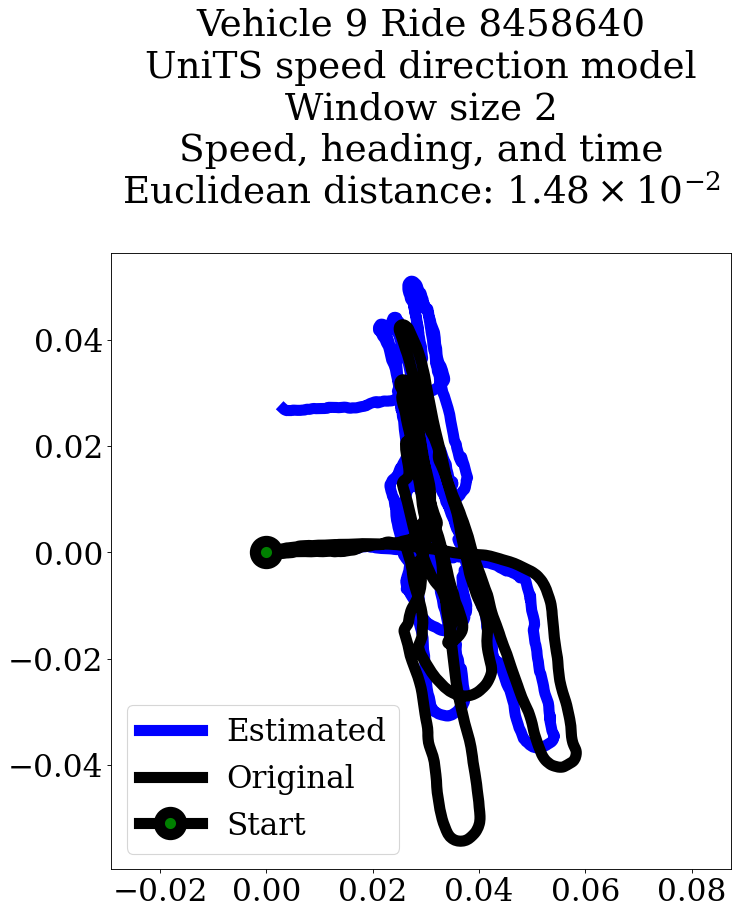 Vehicle 9 Ride 8458640
UniTS speed direction model
Window size 2
Speed, heading, and time
Euclidean distance: 1.48 × 10⁻²
0.04
0.02
0.00
−0.02
−0.04
Estimated
Original
Start
−0.02 0.00 0.02 0.04 0.06 0.08